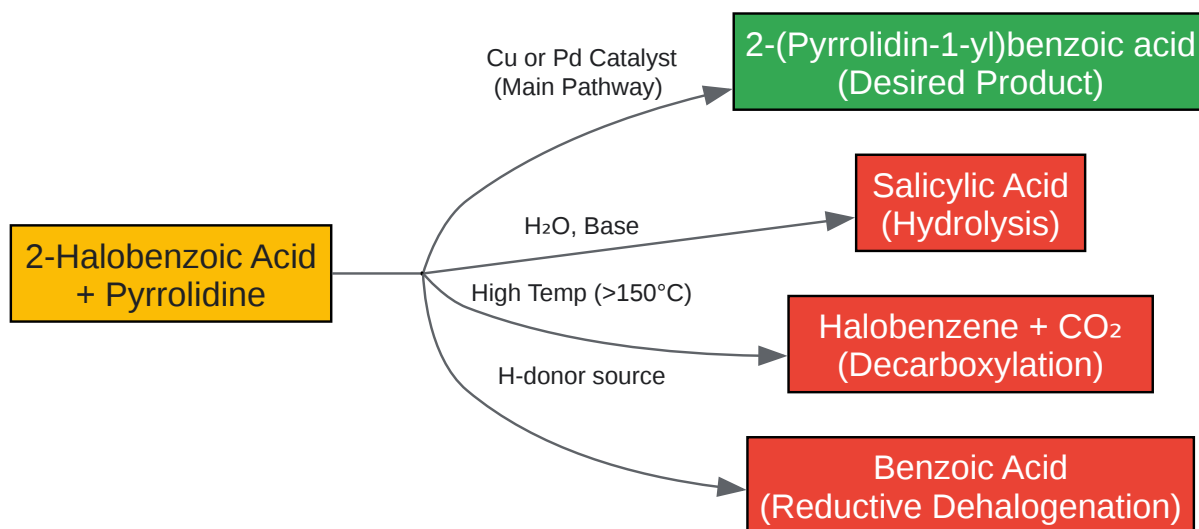 2-Halobenzoic Acid
+ Pyrrolidine
Cu or Pd Catalyst
(Main Pathway)
2-(Pyrrolidin-1-yl)benzoic acid
(Desired Product)
H₂O, Base
Salicylic Acid
(Hydrolysis)
High Temp (>150°C)
Halobenzene + CO₂
(Decarboxylation)
H-donor source
Benzoic Acid
(Reductive Dehalogenation)